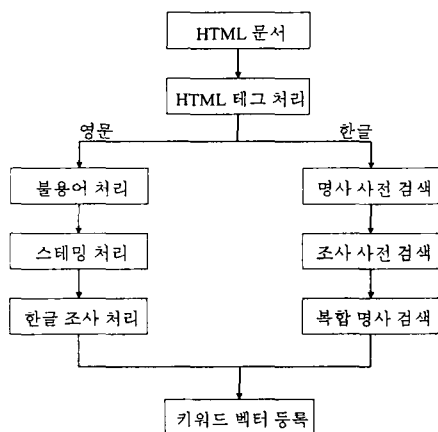 HTML 문서
HTML 테그 처리
영문
한글
불용어 처리
명사 사전 검색
스테밍 처리
조사 사전 검색
한글 조사 처리
복합 명사 검색
키워드 벡터 등록